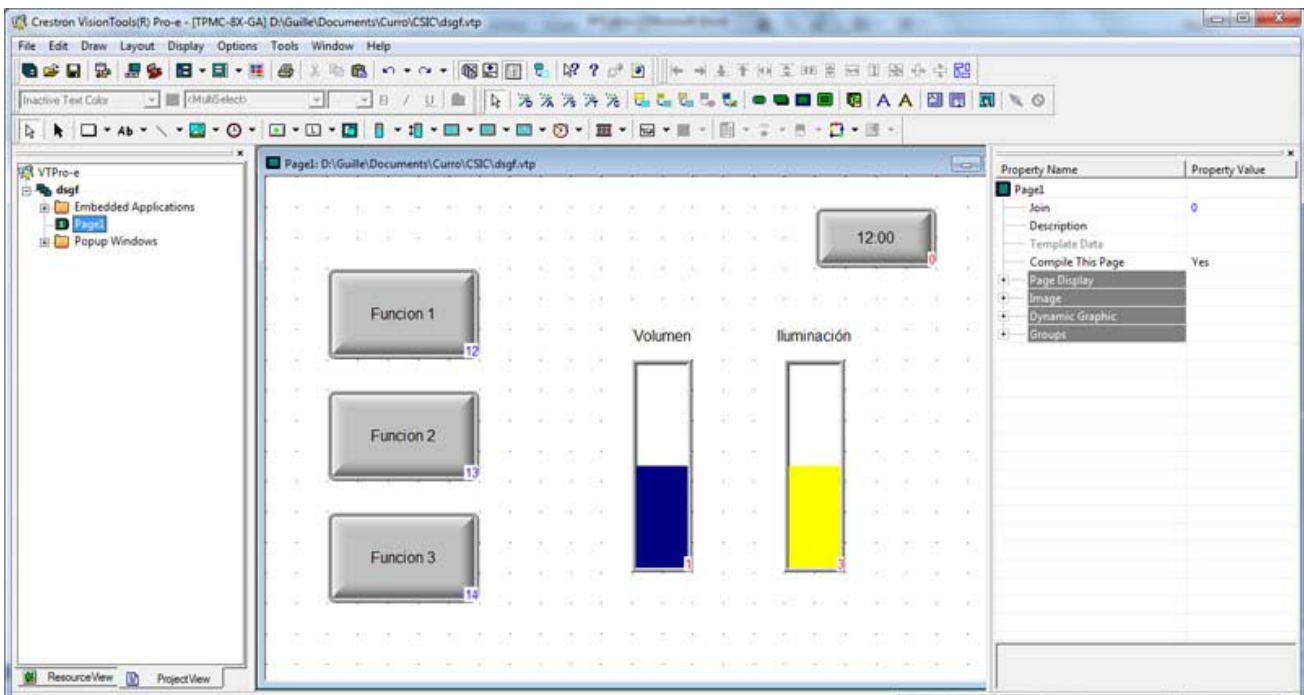 Crestron VisionTools(R) Pro-e - [TPMC-8X-GA] D:\Guille\Documents\Curro\CSIC\dsgf.vtp
File Edit Draw Layout Display Options Tools Window Help
Inactive Text Color <MultiSelect> B / U
Ab
VTPro-e
dsgf
Embedded Applications
Page1
Popup Windows
ResourceView ProjectView
Page1: D:\Guille\Documents\Curro\CSIC\dsgf.vtp
12:00
0
Funcion 1
12
Volumen Iluminación
Funcion 2
13
Funcion 3
14
1 3
Property Name Property Value
Page1
Join 0
Description
Template Data
Compile This Page Yes
Page Display
Image
Dynamic Graphic
Groups